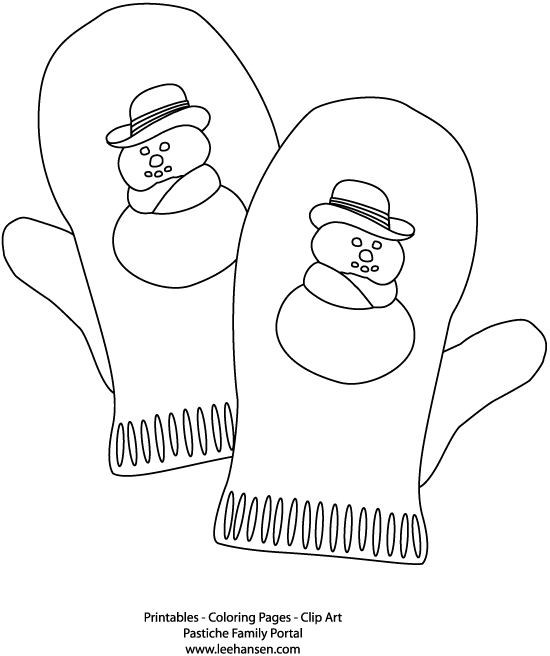 Printables - Coloring Pages - Clip Art
Pastiche Family Portal
www.leehansen.com